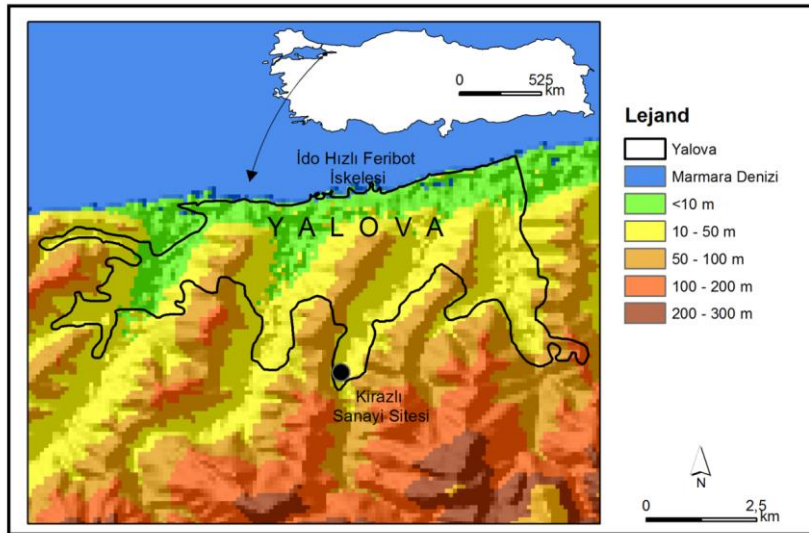 0 525
km
İdo Hızlı Feribot
İskelesi
Y A L O V A
Kirazlı
Sanayi Sitesi
Lejand
Yalova
Marmara Denizi
<10 m
10 - 50 m
50 - 100 m
100 - 200 m
200 - 300 m
N
0 2,5
km